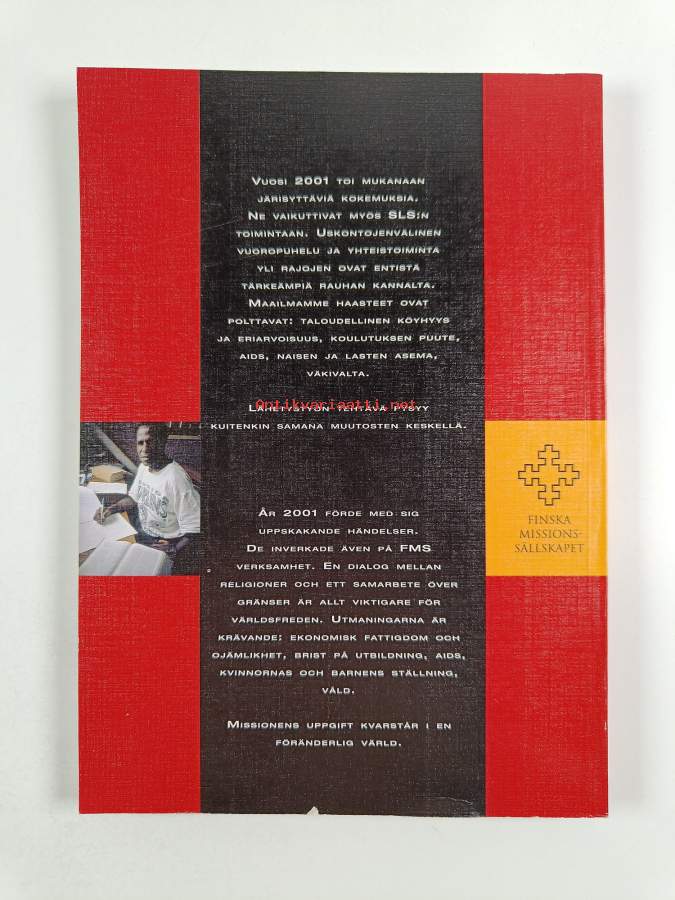 Vuosi 2001 toi mukanaan
järisyttäviä kokemuksia.
Ne vaikuttivat myös SLS:n
toimintaan. Uskontojenvälinen
vuoropuhelu ja yhteistoiminta
yli rajojen ovat entistä
tärkeämpiä rauhan kannalta.
Maailmamme haasteet ovat
polttavat: taloudellinen köyhyys
ja eriarvoisuus, koulutuksen puute,
aids, naisen ja lasten asema,
väkivalta.
Antikvariaatti.net
Lähetystyön tehtävä pysyy
kuitenkin samana muutosten keskellä.
År 2001 förde med sig
uppskakande händelser.
De inverkade även på FMS
verksamhet. En dialog mellan
religioner och ett samarbete över
gränser är allt viktigare för
världsfreden. Utmaningarna är
krävande: ekonomisk fattigdom och
ojämlikhet, brist på utbildning, aids,
kvinnornas och barnens ställning,
våld.
Missionens uppgift kvarstår i en
föränderlig värld.
FINSKA
MISSIONS-
SÄLLSKAPET